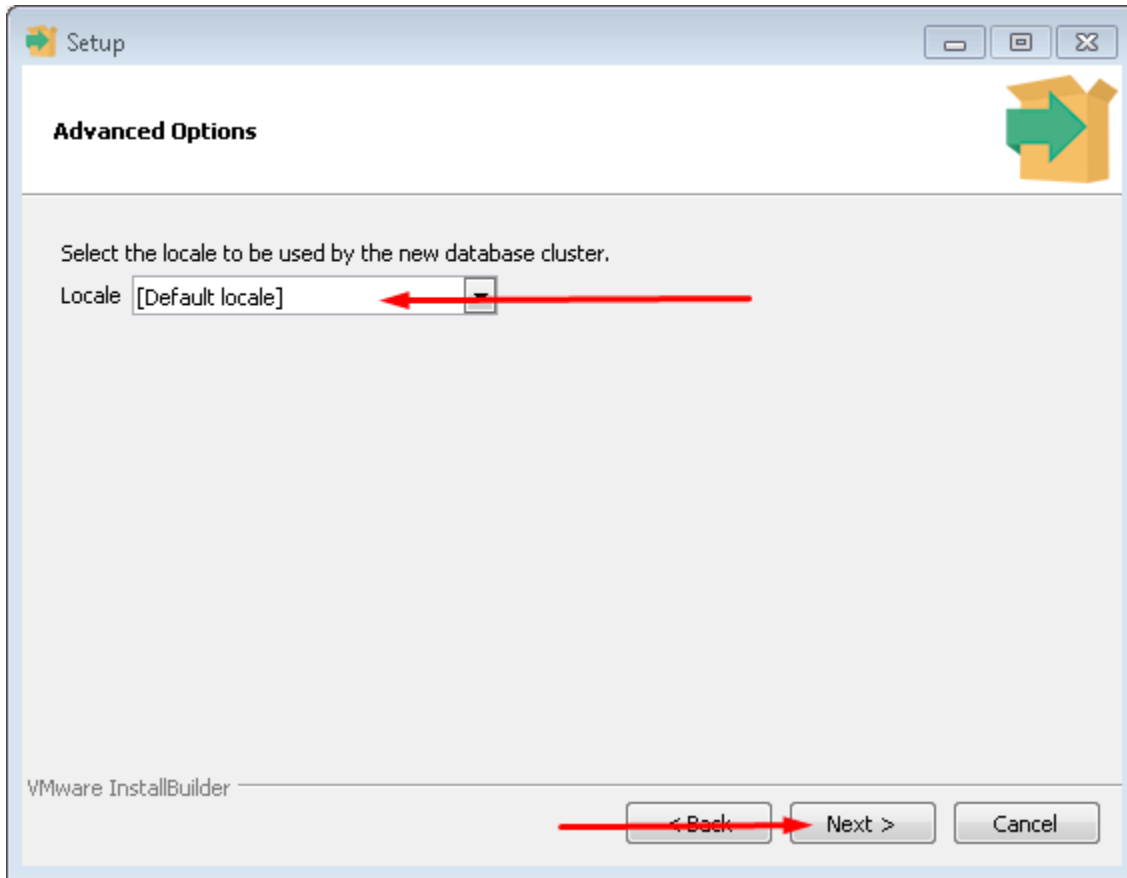 Setup
Advanced Options
Select the locale to be used by the new database cluster.
Locale [Default locale]
VMware InstallBuilder
< Back Next > Cancel